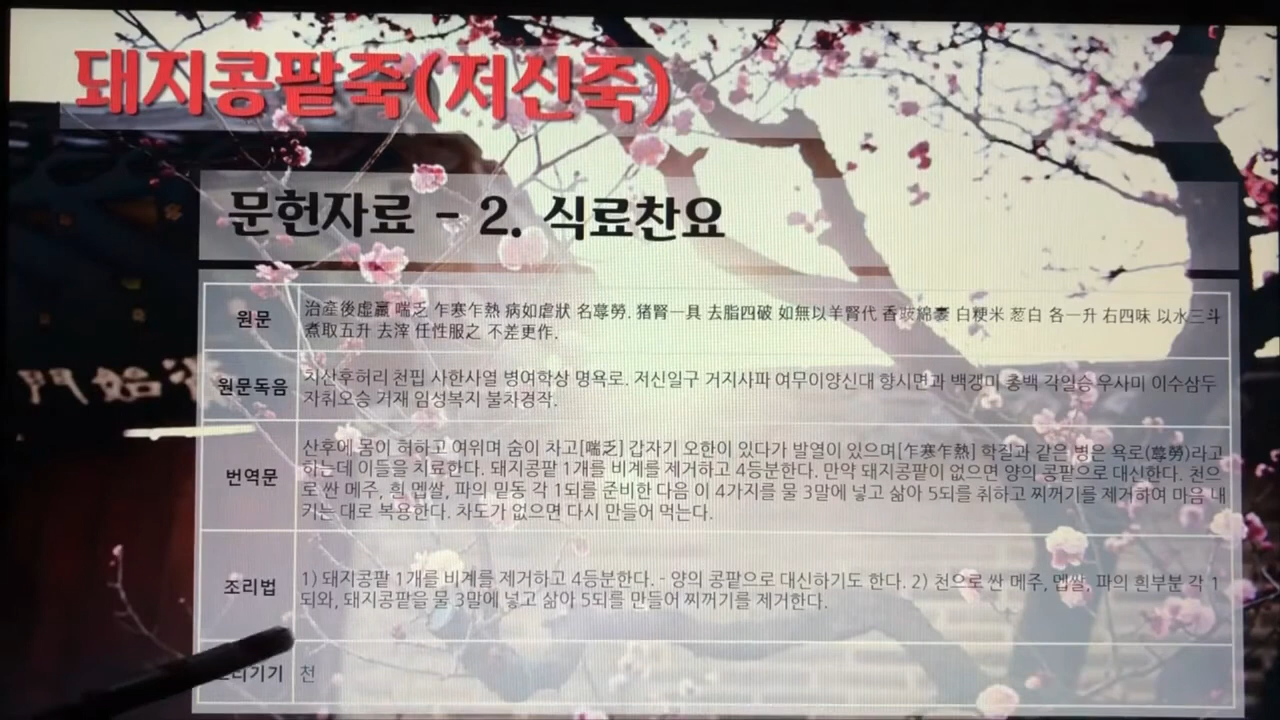 돼지콩팥죽(저신죽)
문헌자료 - 2. 식료찬요
원문
治產後虛羸 喘乏 乍寒乍熱 病如虐狀 名蓐勞. 猪腎一具 去脂四破 如無以羊腎代 香豉綿裹 白粳米 葱白 各一升 右四味 以水三斗
煮取五升 去滓 任性服之 不差更作.
원문독음
치산후허리 천핍 사한사열 병여학상 명욕로. 저신일구 거지사파 여무이양신대 향시면과 백갱미 총백 각일승 우사미 이수삼두
자취오승 거재 임성복지 불차경작.
번역문
산후에 몸이 허하고 여위며 숨이 차고[喘乏] 갑자기 오한이 있다가 발열이 있으며[乍寒乍熱] 학질과 같은 병은 욕로(蓐勞)라고
하는데 이들을 치료한다. 돼지콩팥 1개를 비계를 제거하고 4등분한다. 만약 돼지콩팥이 없으면 양의 콩팥으로 대신한다. 천으
로 싼 메주, 흰 멥쌀, 파의 밑동 각 1되를 준비한 다음 이 4가지를 물 3말에 넣고 삶아 5되를 취하고 찌꺼기를 제거하여 마음 내
키는 대로 복용한다. 차도가 없으면 다시 만들어 먹는다.
조리법
1) 돼지콩팥 1개를 비계를 제거하고 4등분한다. - 양의 콩팥으로 대신하기도 한다. 2) 천으로 싼 메주, 멥쌀, 파의 흰부분 각 1
되와, 돼지콩팥을 물 3말에 넣고 삶아 5되를 만들어 찌꺼기를 제거한다.
천